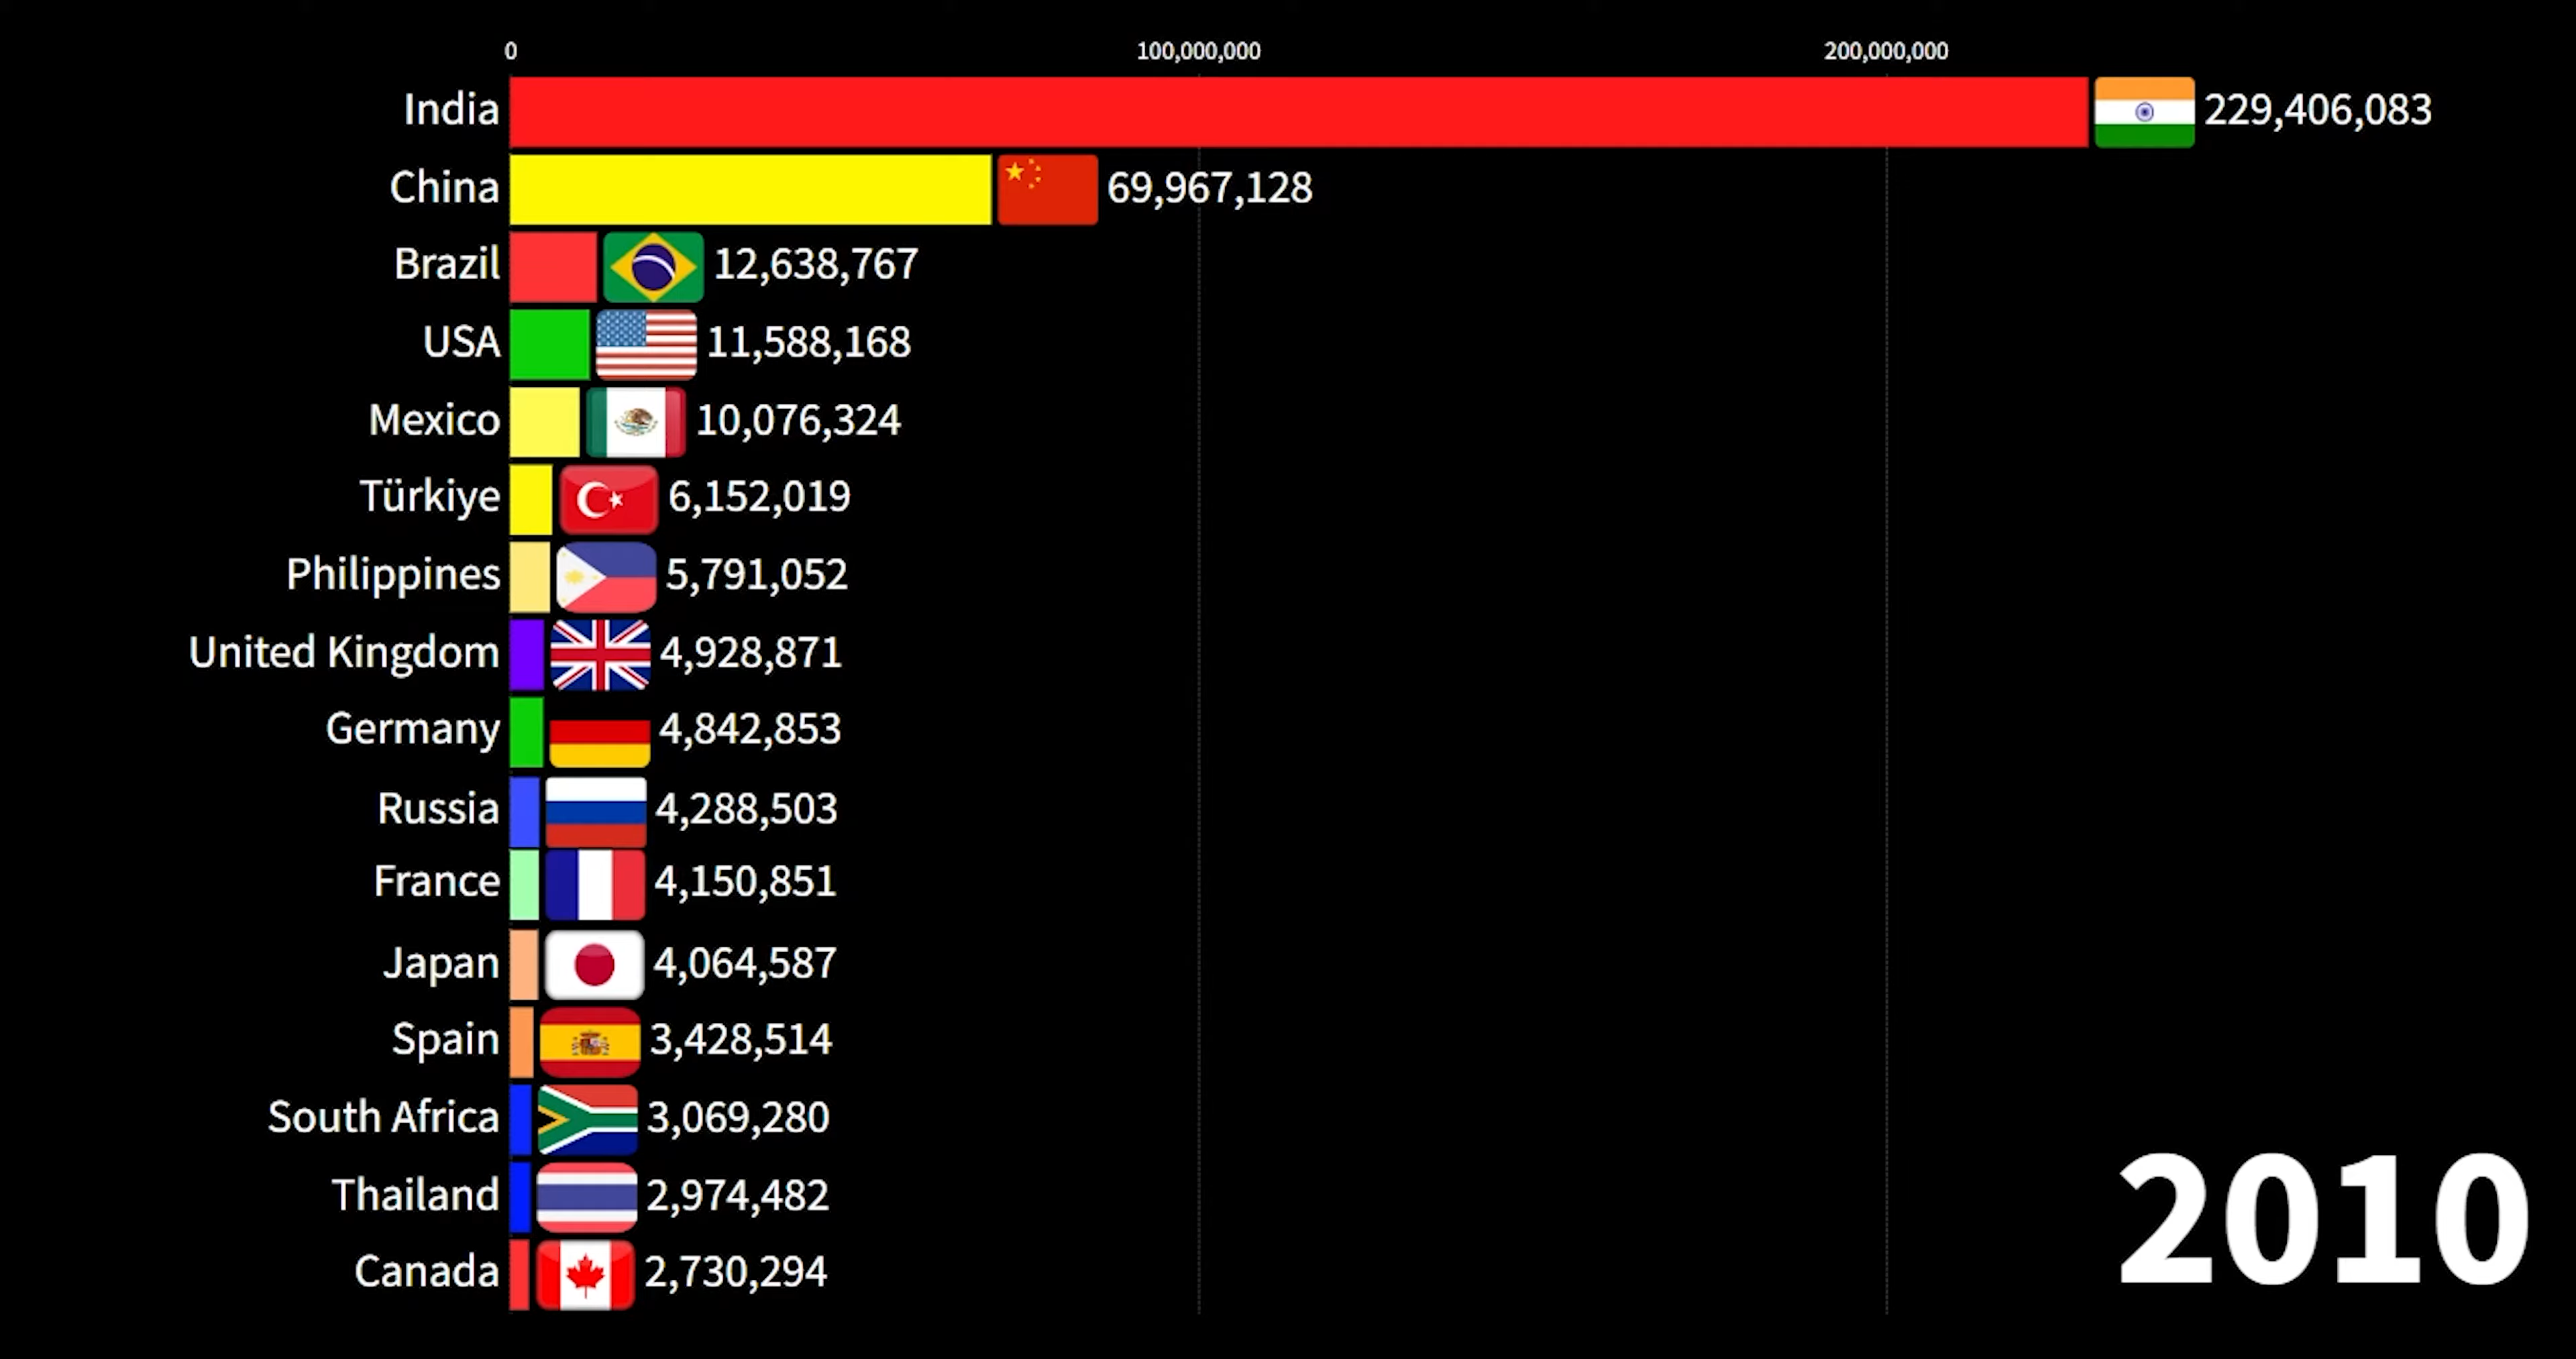 0 100,000,000 200,000,000
India 229,406,083
China 69,967,128
Brazil 12,638,767
USA 11,588,168
Mexico 10,076,324
Türkiye 6,152,019
Philippines 5,791,052
United Kingdom 4,928,871
Germany 4,842,853
Russia 4,288,503
France 4,150,851
Japan 4,064,587
Spain 3,428,514
South Africa 3,069,280
Thailand 2,974,482
Canada 2,730,294
2010